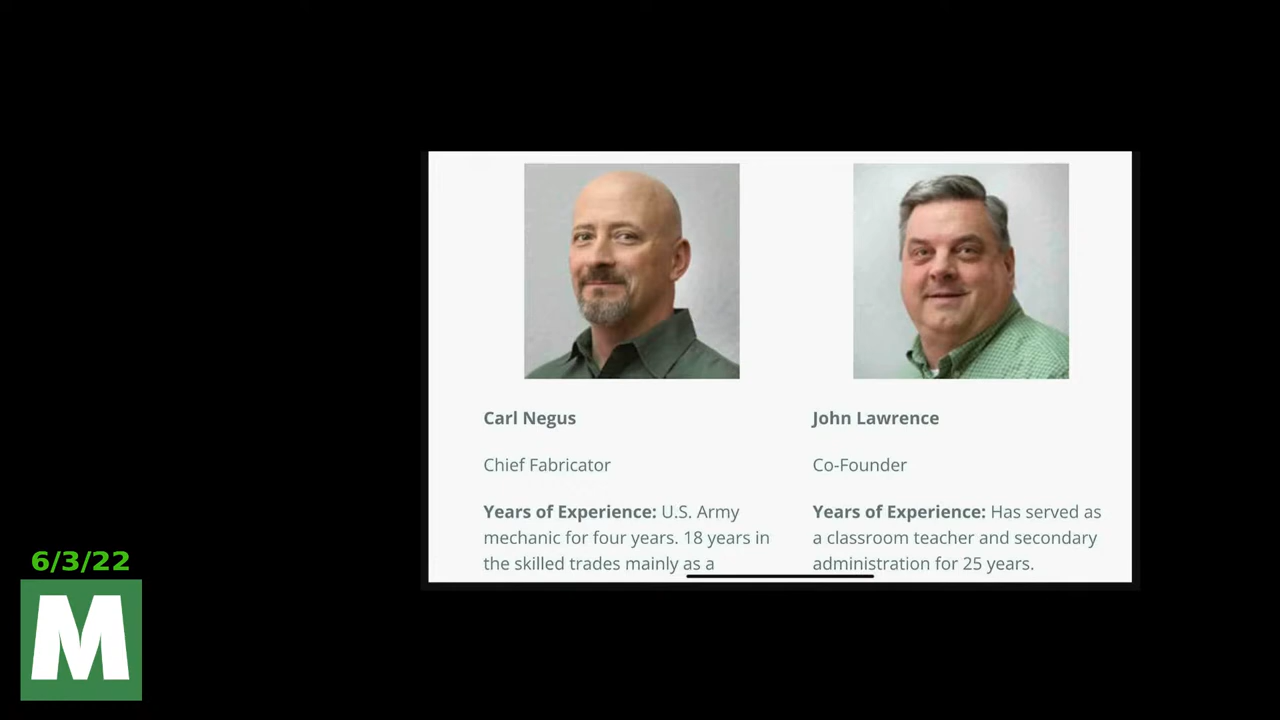 Carl Negus
Chief Fabricator
Years of Experience: U.S. Army
mechanic for four years. 18 years in
the skilled trades mainly as a
John Lawrence
Co-Founder
Years of Experience: Has served as
a classroom teacher and secondary
administration for 25 years.
6/3/22
M